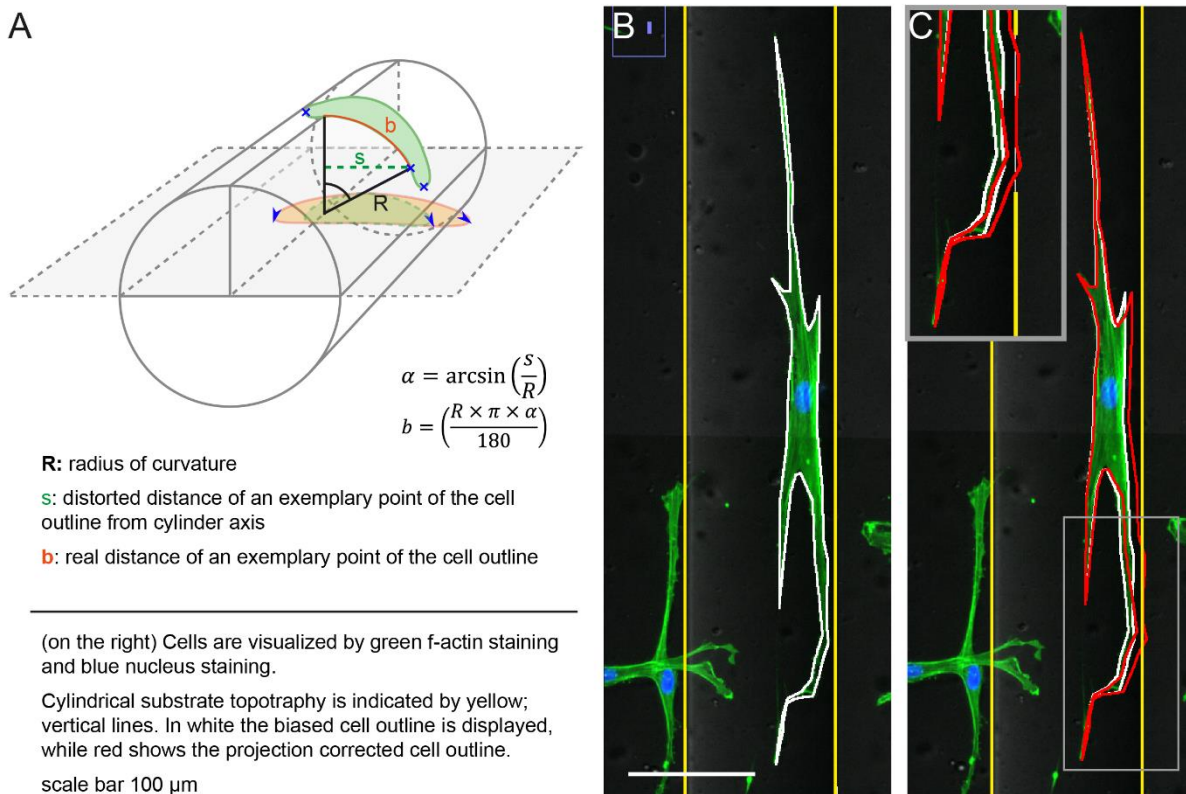 A
b
s
R
α = arcsin (s/R)
b = (R × π × α / 180)
R: radius of curvature
s: distorted distance of an exemplary point of the cell
outline from cylinder axis
b: real distance of an exemplary point of the cell outline
(on the right) Cells are visualized by green f-actin staining
and blue nucleus staining.
Cylindrical substrate topotraphy is indicated by yellow;
vertical lines. In white the biased cell outline is displayed,
while red shows the projection corrected cell outline.
scale bar 100 μm
B
C